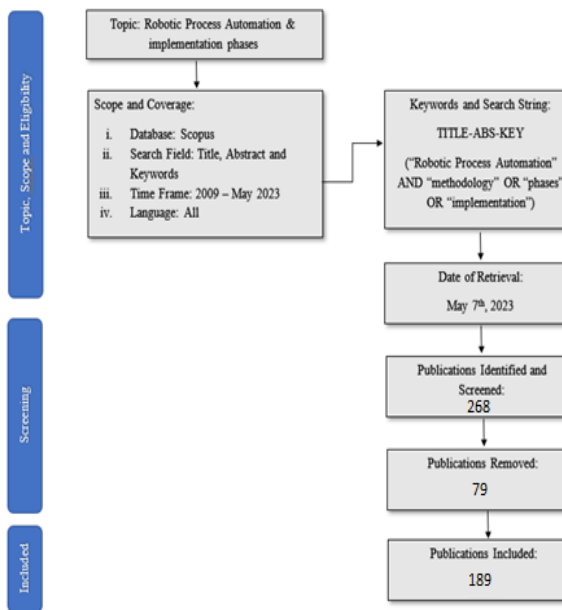 Topic, Scope and Eligibility
Topic: Robotic Process Automation &
implementation phases
Scope and Coverage:
i. Database: Scopus
ii. Search Field: Title, Abstract and
Keywords
iii. Time Frame: 2009 – May 2023
iv. Language: All
Keywords and Search String:
TITLE-ABS-KEY
(“Robotic Process Automation”
AND “methodology” OR “phases”
OR “implementation”)
Date of Retrieval:
May 7th, 2023
Screening
Publications Identified and
Screened:
268
Publications Removed:
79
Included
Publications Included:
189